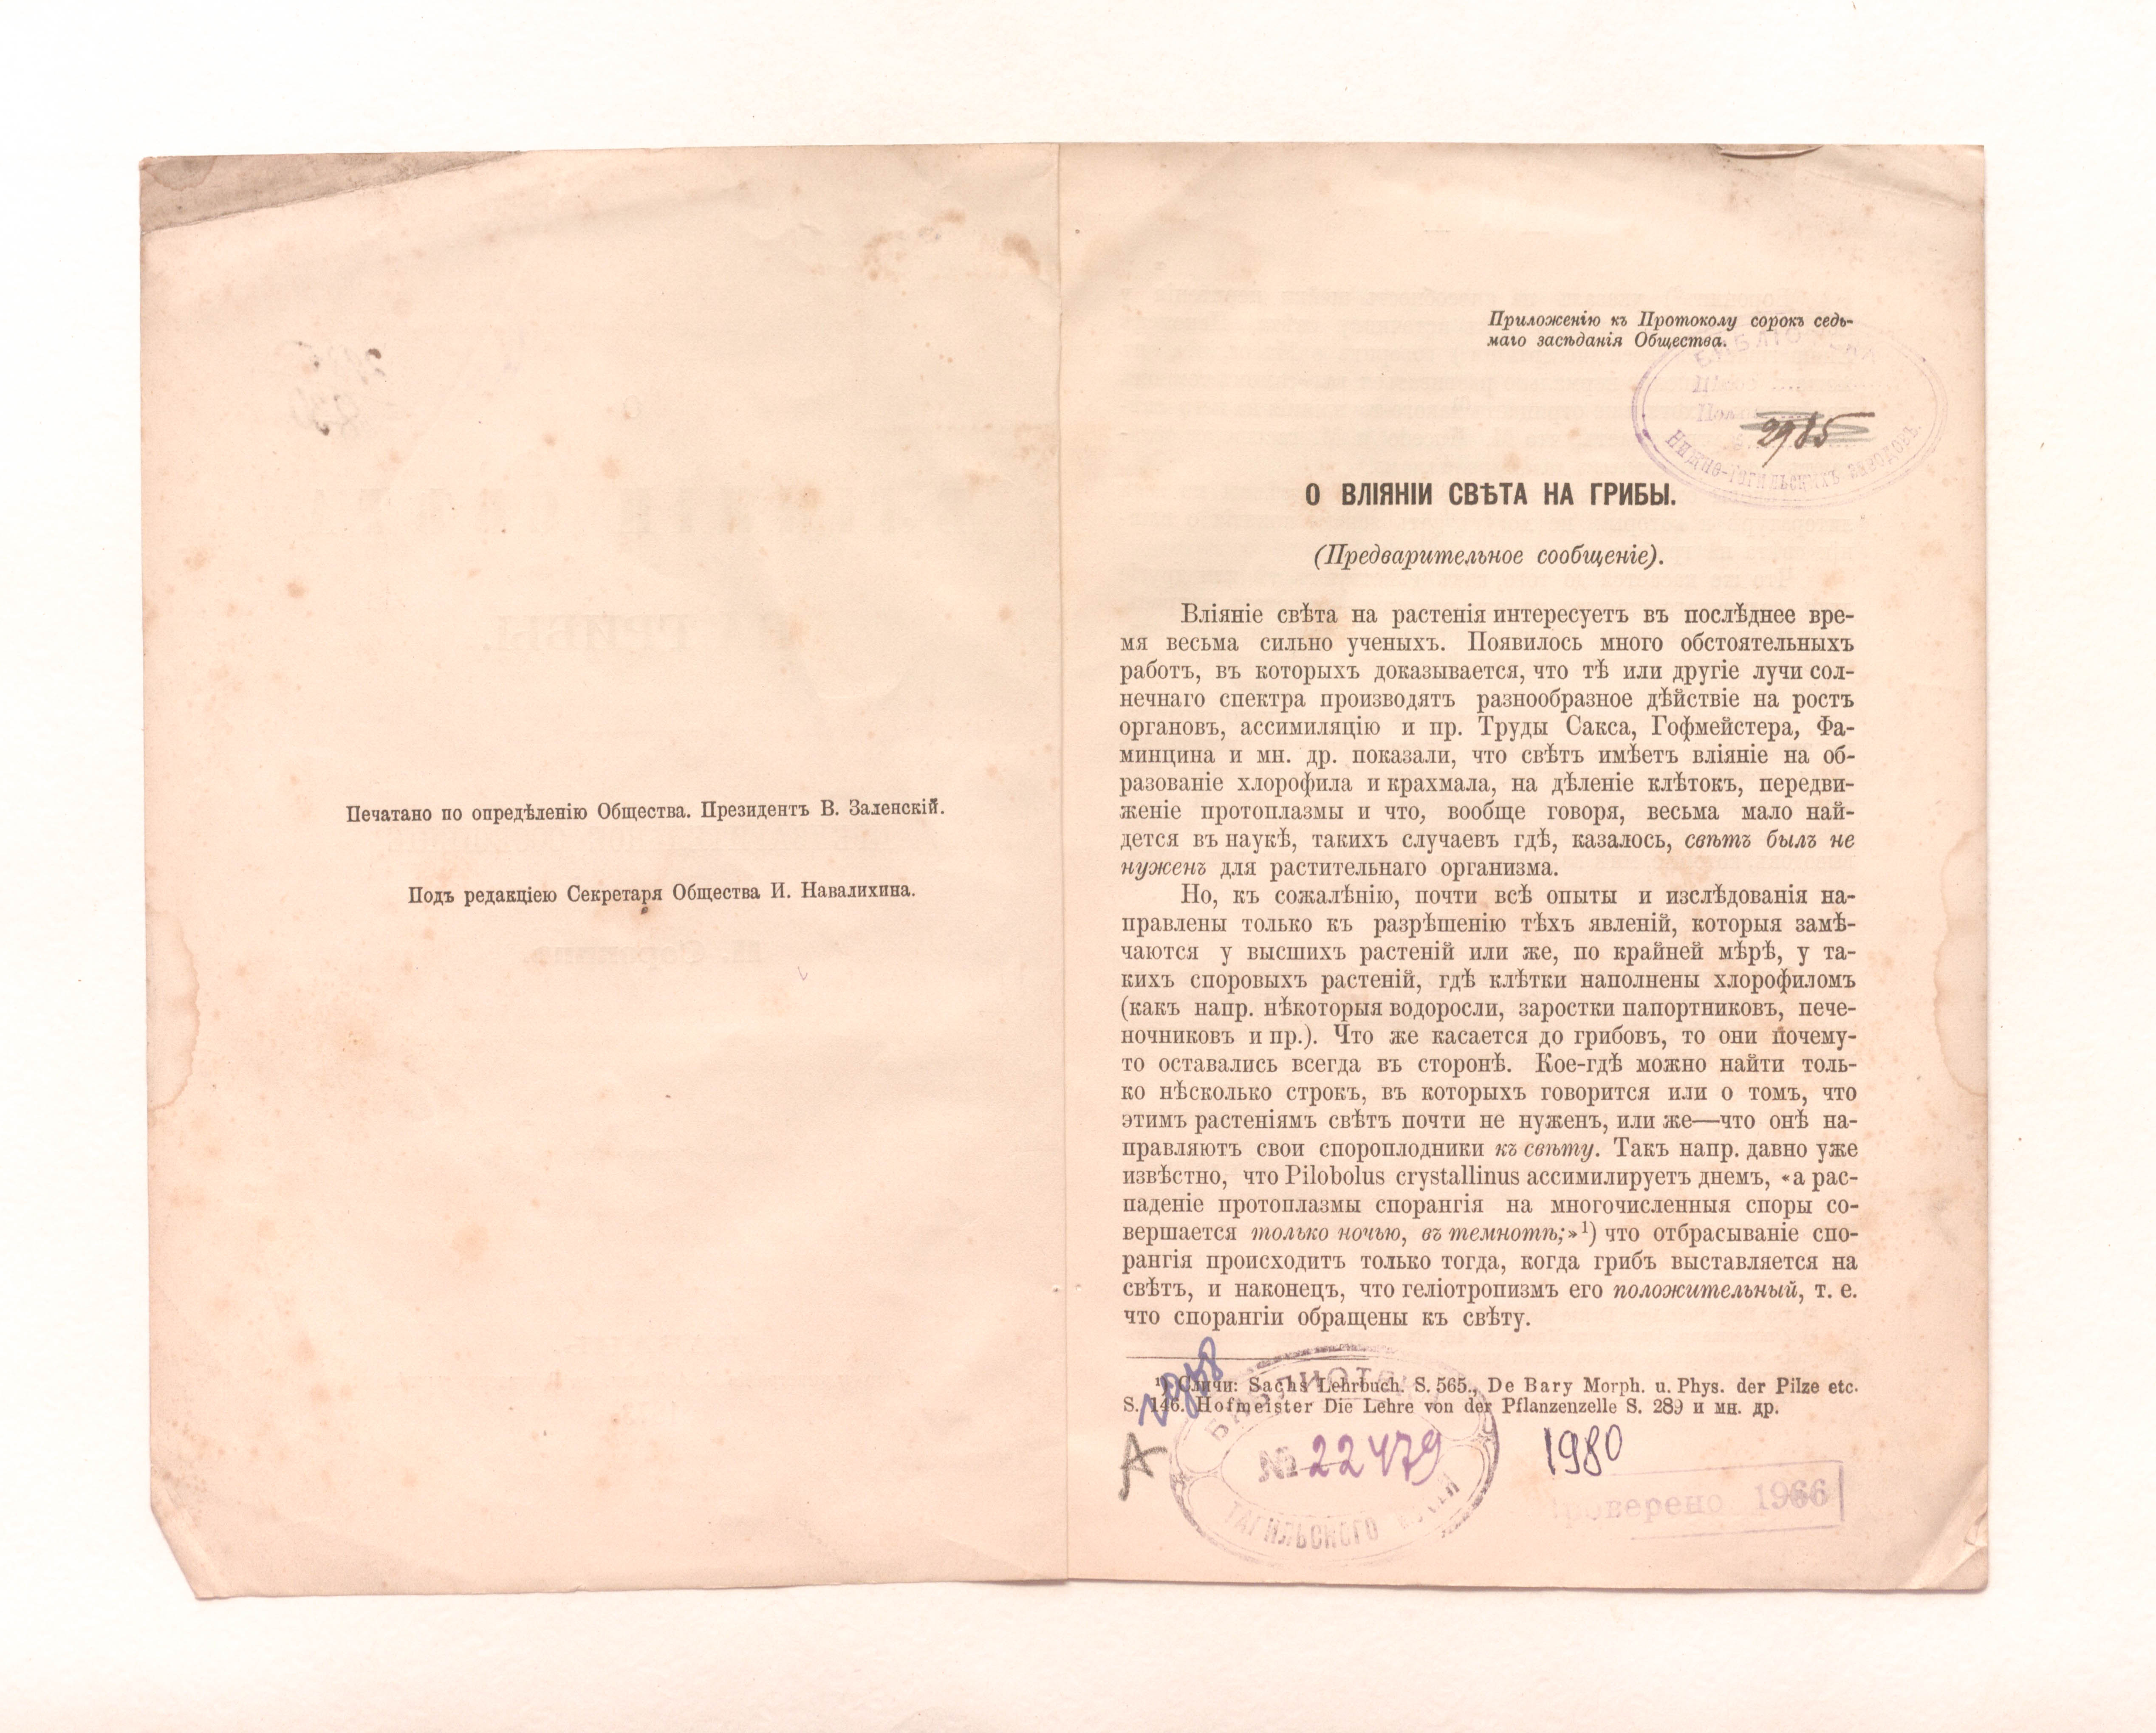 Печатано по опредѣленію Общества. Президентъ В. Заленскій.
Подъ редакціею Секретаря Общества И. Навалихина.
Приложенію къ Протоколу сорокъ седь-
маго засѣданія Общества.
2985
Нижне-Тагильскихъ заводовъ.
О ВЛІЯНІИ СВѢТА НА ГРИБЫ.
(Предварительное сообщеніе).
Вліяніе свѣта на растенія интересуетъ въ послѣднее вре-
мя весьма сильно ученыхъ. Появилось много обстоятельныхъ
работъ, въ которыхъ доказывается, что тѣ или другіе лучи сол-
нечнаго спектра производятъ разнообразное дѣйствіе на ростъ
органовъ, ассимиляцію и пр. Труды Сакса, Гофмейстера, Фа-
минцина и мн. др. показали, что свѣтъ имѣетъ вліяніе на об-
разованіе хлорофила и крахмала, на дѣленіе клѣтокъ, передви-
женіе протоплазмы и что, вообще говоря, весьма мало най-
дется въ наукѣ, такихъ случаевъ гдѣ, казалось, свѣтъ былъ не
нуженъ для растительнаго организма.
Но, къ сожалѣнію, почти всѣ опыты и изслѣдованія на-
правлены только къ разрѣшенію тѣхъ явленій, которыя замѣ-
чаются у высшихъ растеній или же, по крайней мѣрѣ, у та-
кихъ споровыхъ растеній, гдѣ клѣтки наполнены хлорофиломъ
(какъ напр. нѣкоторыя водоросли, заростки папортниковъ, пече-
ночниковъ и пр.). Что же касается до грибовъ, то они почему-
то оставались всегда въ сторонѣ. Кое-гдѣ можно найти толь-
ко нѣсколько строкъ, въ которыхъ говорится или о томъ, что
этимъ растеніямъ свѣтъ почти не нуженъ, или же—что онѣ на-
правляютъ свои спороплодники къ свѣту. Такъ напр. давно уже
извѣстно, что Pilobolus crystallinus ассимилируетъ днемъ, «а рас-
паденіе протоплазмы спорангія на многочисленныя споры со-
вершается только ночью, въ темнотѣ;»¹) что отбрасываніе спо-
рангія происходитъ только тогда, когда грибъ выставляется на
свѣтъ, и наконецъ, что геліотропизмъ его положительный, т. е.
что спорангіи обращены къ свѣту.
¹) Сличи: Sachs Lehrbuch. S. 565., De Bary Morph. u. Phys. der Pilze etc.
S. 146. Hofmeister Die Lehre von der Pflanzenzelle S. 289 и мн. др.
А
БИБЛИОТЕКА
№ 22479
ТАГИЛЬСКОГО
1980
Проверено 1966